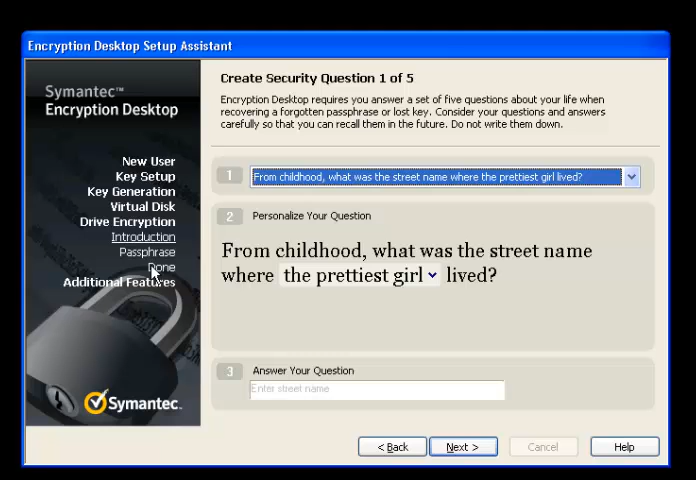 Encryption Desktop Setup Assistant
Symantec™
Encryption Desktop
New User
Key Setup
Key Generation
Virtual Disk
Drive Encryption
Introduction
Passphrase
Done
Additional Features
Symantec.
Create Security Question 1 of 5
Encryption Desktop requires you answer a set of five questions about your life when
recovering a forgotten passphrase or lost key. Consider your questions and answers
carefully so that you can recall them in the future. Do not write them down.
1 From childhood, what was the street name where the prettiest girl lived?
2 Personalize Your Question
From childhood, what was the street name
where the prettiest girl lived?
3 Answer Your Question
Enter street name
< Back Next > Cancel Help